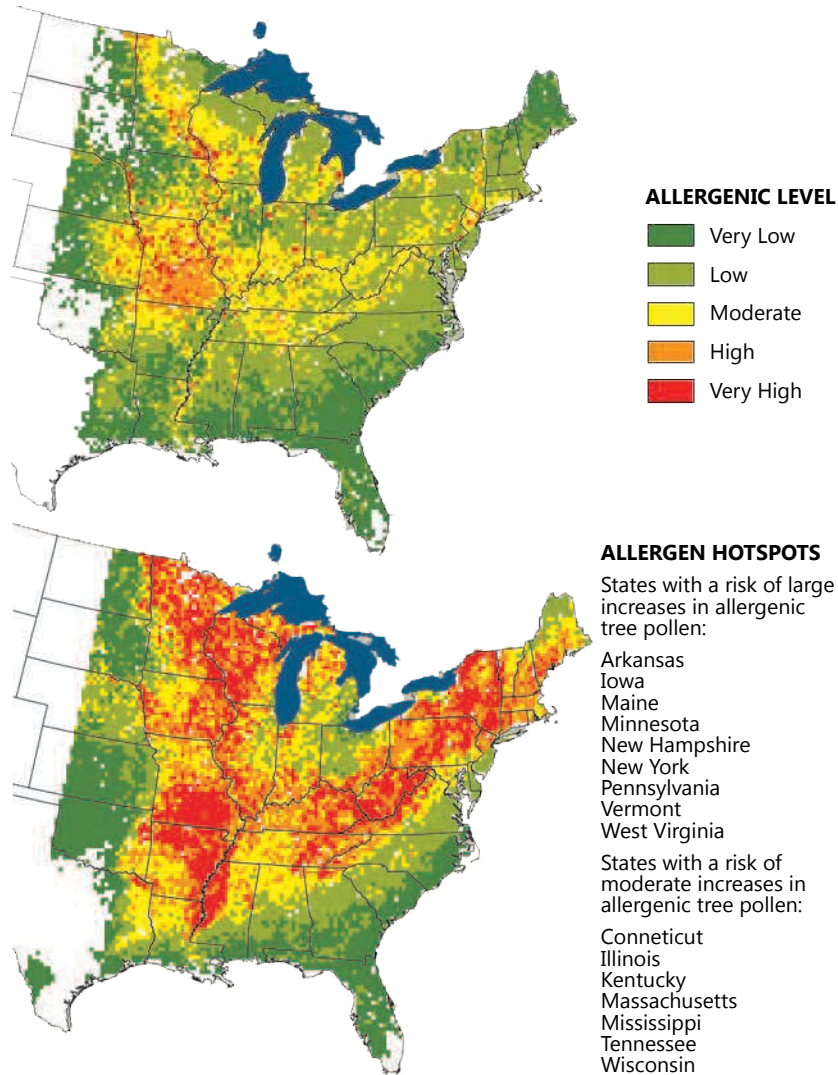 ALLERGENIC LEVEL
Very Low
Low
Moderate
High
Very High
ALLERGEN HOTSPOTS
States with a risk of large
increases in allergenic
tree pollen:
Arkansas
Iowa
Maine
Minnesota
New Hampshire
New York
Pennsylvania
Vermont
West Virginia
States with a risk of
moderate increases in
allergenic tree pollen:
Conneticut
Illinois
Kentucky
Massachusetts
Mississippi
Tennessee
Wisconsin